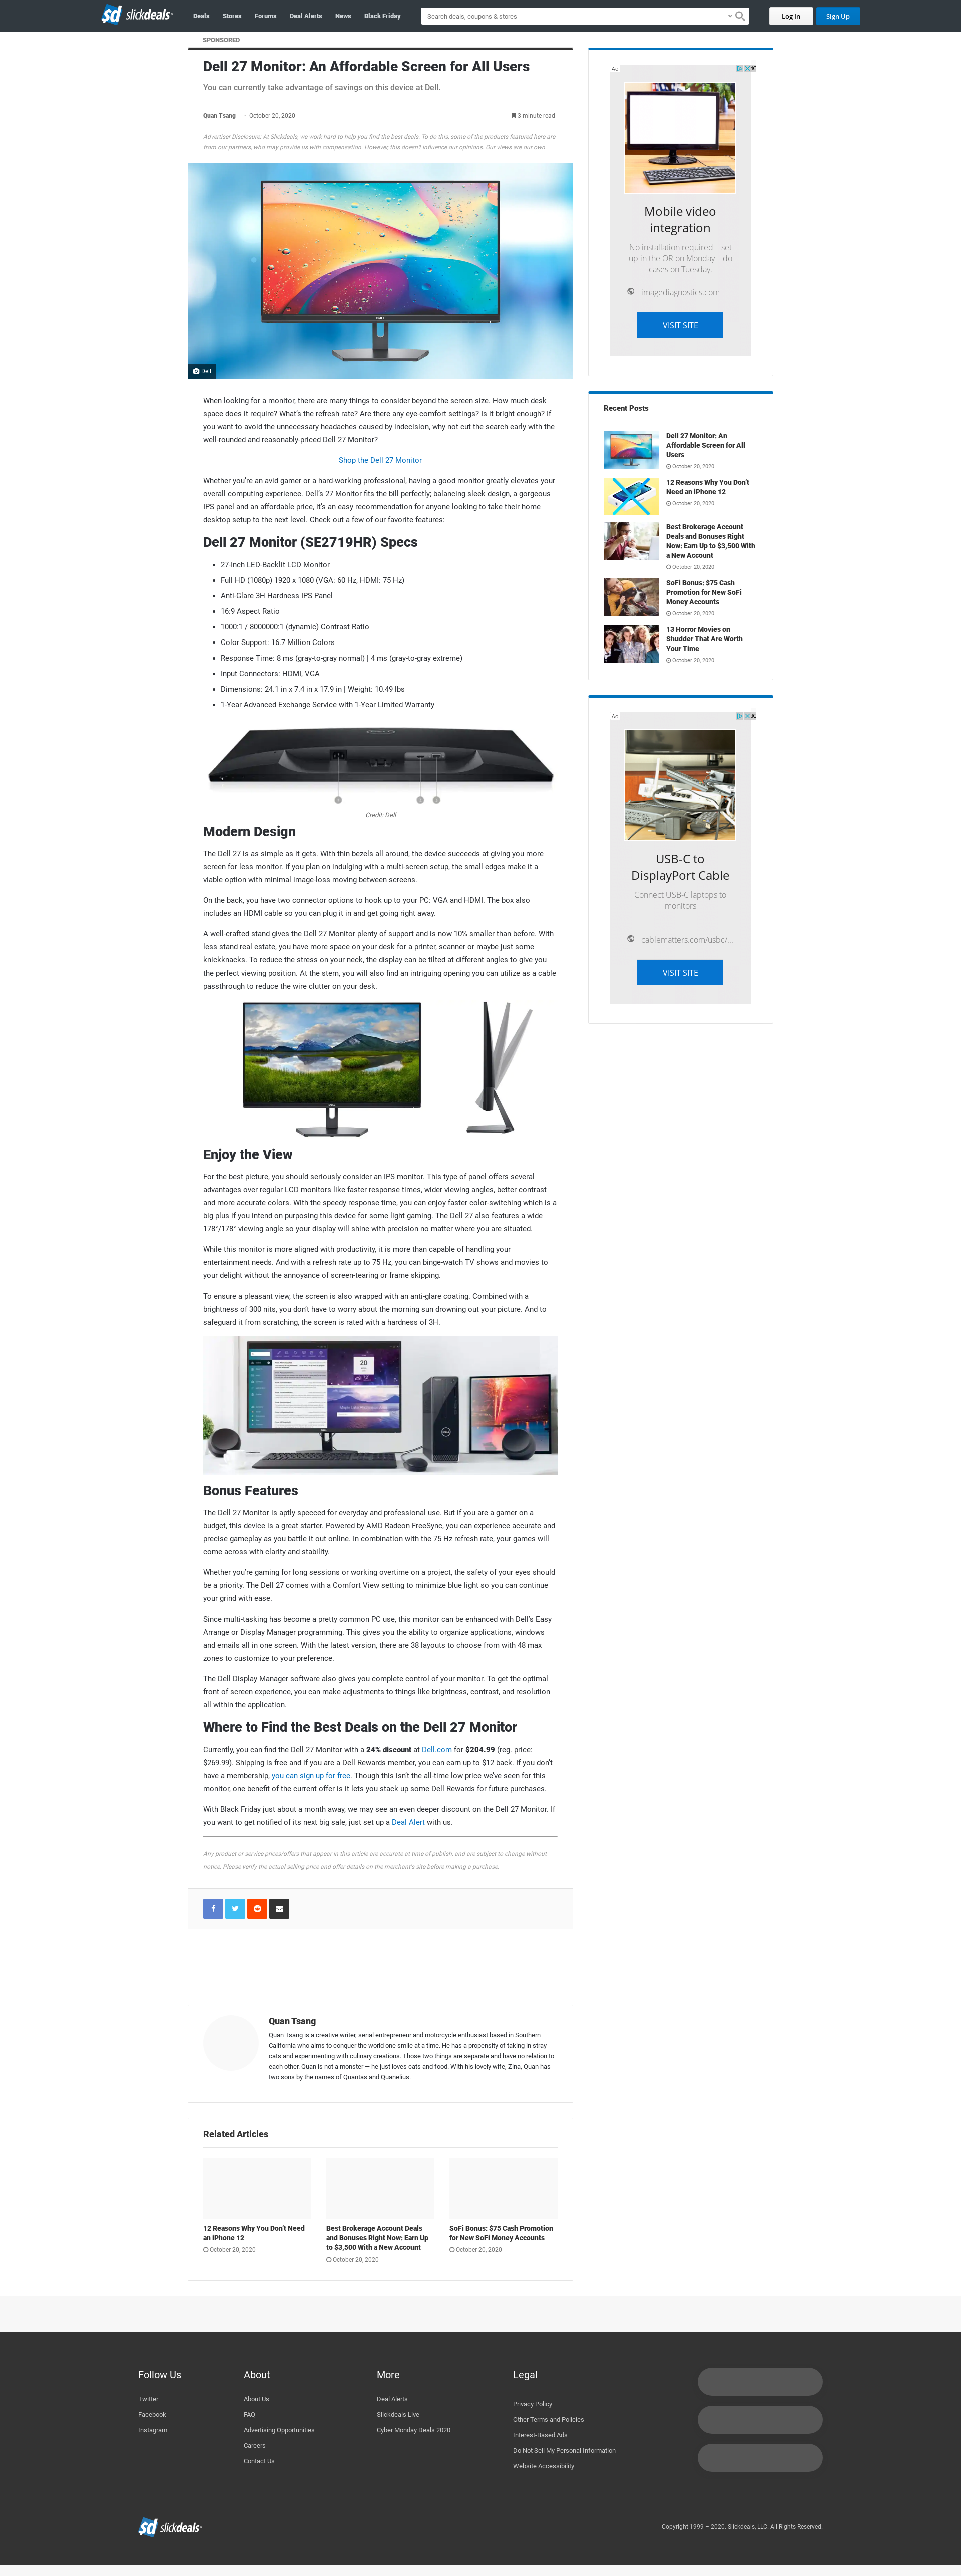 sd slickdeals
Deals
Stores
Forums
Deal Alerts
News
Black Friday
Search deals, coupons & stores
Log In
Sign Up
SPONSORED
Dell 27 Monitor: An Affordable Screen for All Users
You can currently take advantage of savings on this device at Dell.
Quan Tsang · October 20, 2020
3 minute read
Advertiser Disclosure: At Slickdeals, we work hard to help you find the best deals. To do this, some of the products featured here are
from our partners, who may provide us with compensation. However, this doesn't influence our opinions. Our views are our own.
DELL
Dell
When looking for a monitor, there are many things to consider beyond the screen size. How much desk
space does it require? What's the refresh rate? Are there any eye-comfort settings? Is it bright enough? If
you want to avoid the unnecessary headaches caused by indecision, why not cut the search early with the
well-rounded and reasonably-priced Dell 27 Monitor?
Shop the Dell 27 Monitor
Whether you're an avid gamer or a hard-working professional, having a good monitor greatly elevates your
overall computing experience. Dell's 27 Monitor fits the bill perfectly; balancing sleek design, a gorgeous
IPS panel and an affordable price, it's an easy recommendation for anyone looking to take their home
desktop setup to the next level. Check out a few of our favorite features:
Dell 27 Monitor (SE2719HR) Specs
27-Inch LED-Backlit LCD Monitor
Full HD (1080p) 1920 x 1080 (VGA: 60 Hz, HDMI: 75 Hz)
Anti-Glare 3H Hardness IPS Panel
16:9 Aspect Ratio
1000:1 / 8000000:1 (dynamic) Contrast Ratio
Color Support: 16.7 Million Colors
Response Time: 8 ms (gray-to-gray normal) | 4 ms (gray-to-gray extreme)
Input Connectors: HDMI, VGA
Dimensions: 24.1 in x 7.4 in x 17.9 in | Weight: 10.49 lbs
1-Year Advanced Exchange Service with 1-Year Limited Warranty
Credit: Dell
Modern Design
The Dell 27 is as simple as it gets. With thin bezels all around, the device succeeds at giving you more
screen for less monitor. If you plan on indulging with a multi-screen setup, the small edges make it a
viable option with minimal image-loss moving between screens.
On the back, you have two connector options to hook up to your PC: VGA and HDMI. The box also
includes an HDMI cable so you can plug it in and get going right away.
A well-crafted stand gives the Dell 27 Monitor plenty of support and is now 10% smaller than before. With
less stand real estate, you have more space on your desk for a printer, scanner or maybe just some
knickknacks. To reduce the stress on your neck, the display can be tilted at different angles to give you
the perfect viewing position. At the stem, you will also find an intriguing opening you can utilize as a cable
passthrough to reduce the wire clutter on your desk.
Enjoy the View
For the best picture, you should seriously consider an IPS monitor. This type of panel offers several
advantages over regular LCD monitors like faster response times, wider viewing angles, better contrast
and more accurate colors. With the speedy response time, you can enjoy faster color-switching which is a
big plus if you intend on purposing this device for some light gaming. The Dell 27 also features a wide
178°/178° viewing angle so your display will shine with precision no matter where you are situated.
While this monitor is more aligned with productivity, it is more than capable of handling your
entertainment needs. And with a refresh rate up to 75 Hz, you can binge-watch TV shows and movies to
your delight without the annoyance of screen-tearing or frame skipping.
To ensure a pleasant view, the screen is also wrapped with an anti-glare coating. Combined with a
brightness of 300 nits, you don't have to worry about the morning sun drowning out your picture. And to
safeguard it from scratching, the screen is rated with a hardness of 3H.
20
Bonus Features
The Dell 27 Monitor is aptly specced for everyday and professional use. But if you are a gamer on a
budget, this device is a great starter. Powered by AMD Radeon FreeSync, you can experience accurate and
precise gameplay as you battle it out online. In combination with the 75 Hz refresh rate, your games will
come across with clarity and stability.
Whether you're gaming for long sessions or working overtime on a project, the safety of your eyes should
be a priority. The Dell 27 comes with a Comfort View setting to minimize blue light so you can continue
your grind with ease.
Since multi-tasking has become a pretty common PC use, this monitor can be enhanced with Dell's Easy
Arrange or Display Manager programming. This gives you the ability to organize applications, windows
and emails all in one screen. With the latest version, there are 38 layouts to choose from with 48 max
zones to customize to your preference.
The Dell Display Manager software also gives you complete control of your monitor. To get the optimal
front of screen experience, you can make adjustments to things like brightness, contrast, and resolution
all within the application.
Where to Find the Best Deals on the Dell 27 Monitor
Currently, you can find the Dell 27 Monitor with a 24% discount at Dell.com for $204.99 (reg. price:
$269.99). Shipping is free and if you are a Dell Rewards member, you can earn up to $12 back. If you don't
have a membership, you can sign up for free. Though this isn't the all-time low price we've seen for this
monitor, one benefit of the current offer is it lets you stack up some Dell Rewards for future purchases.
With Black Friday just about a month away, we may see an even deeper discount on the Dell 27 Monitor. If
you want to get notified of its next big sale, just set up a Deal Alert with us.
Any product or service prices/offers that appear in this article are accurate at time of publish, and are subject to change without
notice. Please verify the actual selling price and offer details on the merchant's site before making a purchase.
Quan Tsang
Quan Tsang is a creative writer, serial entrepreneur and motorcycle enthusiast based in Southern
California who aims to conquer the world one smile at a time. He has a propensity of taking in stray
cats and experimenting with culinary creations. Those two things are separate and have no relation to
each other. Quan is not a monster — he just loves cats and food. With his lovely wife, Zina, Quan has
two sons by the names of Quantas and Quanelius.
Related Articles
12 Reasons Why You Don't Need
an iPhone 12
October 20, 2020
Best Brokerage Account Deals
and Bonuses Right Now: Earn Up
to $3,500 With a New Account
October 20, 2020
SoFi Bonus: $75 Cash Promotion
for New SoFi Money Accounts
October 20, 2020
Ad
Mobile video
integration
No installation required – set
up in the OR on Monday – do
cases on Tuesday.
imagediagnostics.com
VISIT SITE
Recent Posts
Dell 27 Monitor: An
Affordable Screen for All
Users
October 20, 2020
12 Reasons Why You Don't
Need an iPhone 12
October 20, 2020
Best Brokerage Account
Deals and Bonuses Right
Now: Earn Up to $3,500 With
a New Account
October 20, 2020
SoFi Bonus: $75 Cash
Promotion for New SoFi
Money Accounts
October 20, 2020
13 Horror Movies on
Shudder That Are Worth
Your Time
October 20, 2020
Ad
USB-C to
DisplayPort Cable
Connect USB-C laptops to
monitors
cablematters.com/usbc/...
VISIT SITE
Follow Us
Twitter
Facebook
Instagram
About
About Us
FAQ
Advertising Opportunities
Careers
Contact Us
More
Deal Alerts
Slickdeals Live
Cyber Monday Deals 2020
Legal
Privacy Policy
Other Terms and Policies
Interest-Based Ads
Do Not Sell My Personal Information
Website Accessibility
sd slickdeals
Copyright 1999 – 2020. Slickdeals, LLC. All Rights Reserved.